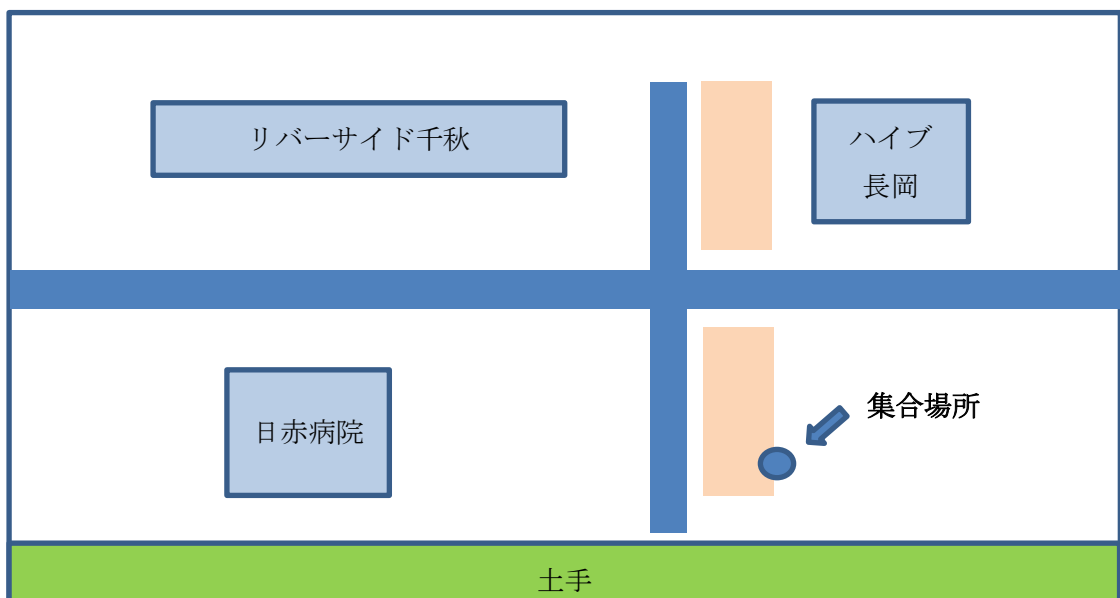 リバーサイド千秋
ハイブ
長岡
日赤病院
集合場所
土手